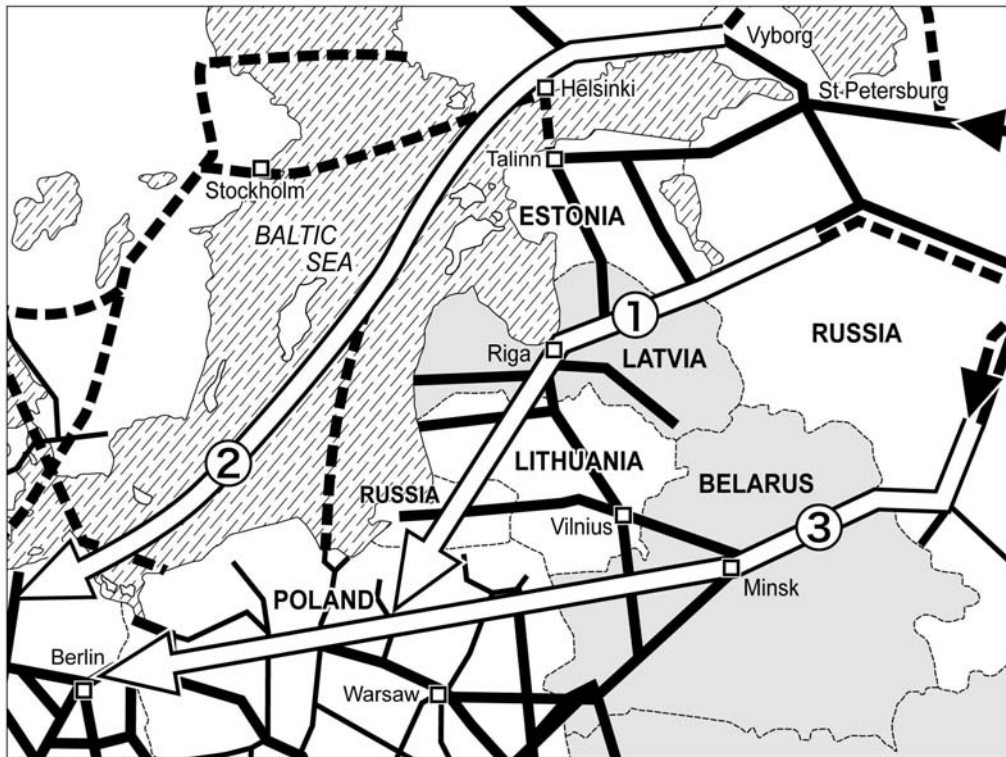 Vyborg
Helsinki
St Petersburg
Talinn
Stockholm
ESTONIA
BALTIC
SEA
1
RUSSIA
Riga
LATVIA
2
LITHUANIA
BELARUS
RUSSIA
Vilnius
3
Minsk
POLAND
Berlin
Warsaw